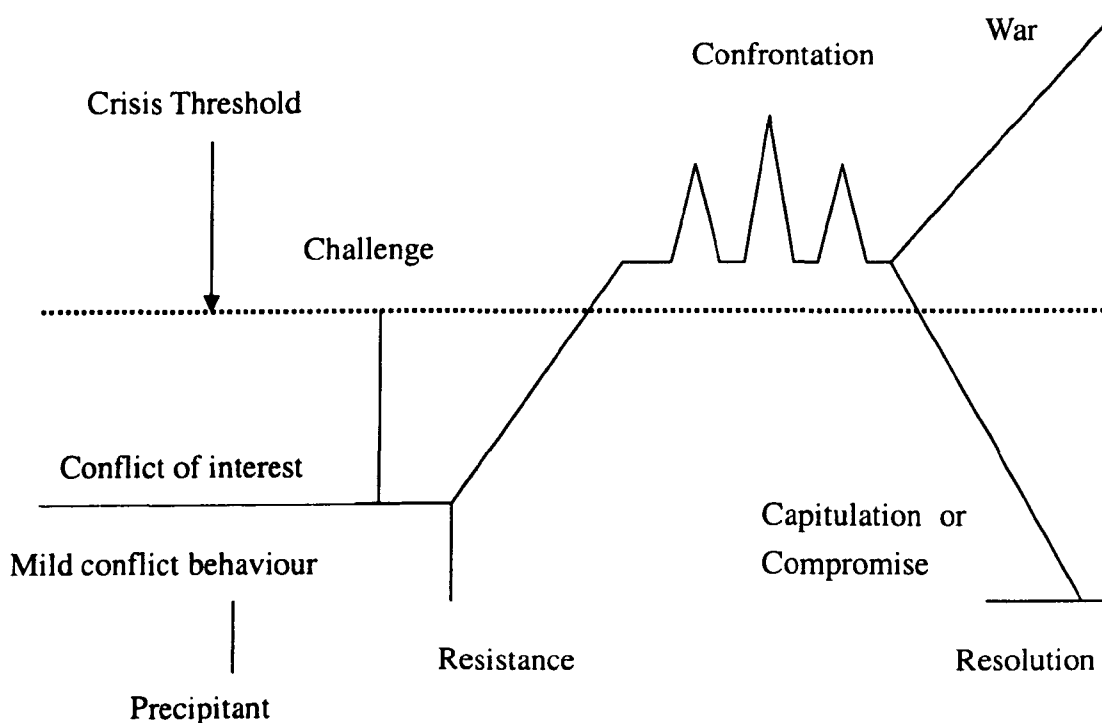 War
Confrontation
Crisis Threshold
Challenge
Conflict of interest
Capitulation or
Compromise
Mild conflict behaviour
Resistance
Resolution
Precipitant